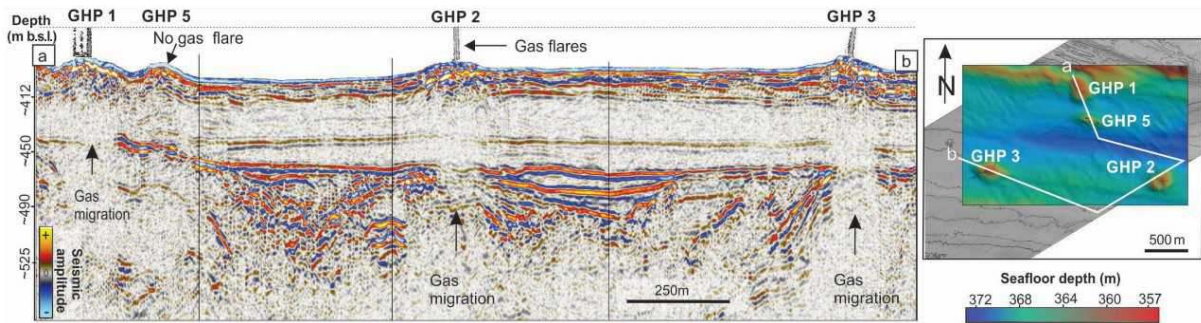 Depth
(m b.s.l.)
GHP 1
GHP 5
GHP 2
GHP 3
No gas flare
Gas flares
a
b
~412
~450
~490
~525
Gas
migration
Gas
migration
Gas
migration
+
-
Seismic
amplitude
250m
N
a
GHP 1
GHP 5
GHP 3
b
GHP 2
500 m
Seafloor depth (m)
372 368 364 360 357